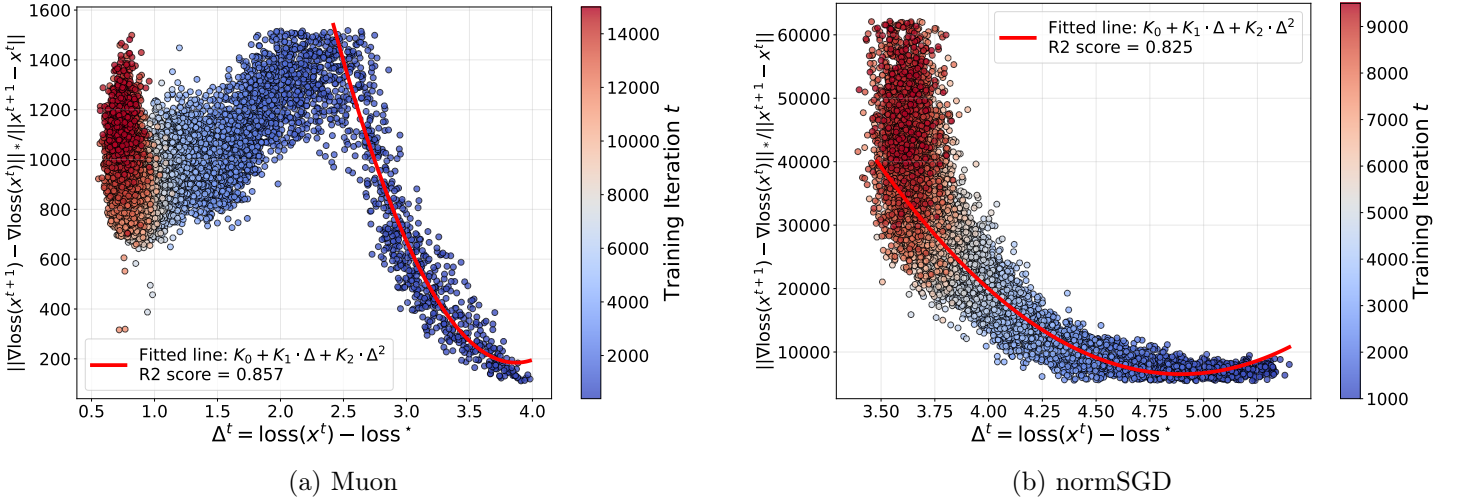 ||∇loss(x^{t+1}) − ∇loss(x^t)||_*/||x^{t+1} − x^t||
1600
1400
1200
1000
800
600
400
200
0.5 1.0 1.5 2.0 2.5 3.0 3.5 4.0
Δ^t = loss(x^t) − loss^⋆
Fitted line: K_0 + K_1 · Δ + K_2 · Δ^2
R2 score = 0.857
14000
12000
10000
8000
6000
4000
2000
Training Iteration t
(a) Muon
||∇loss(x^{t+1}) − ∇loss(x^t)||_*/||x^{t+1} − x^t||
60000
50000
40000
30000
20000
10000
3.50 3.75 4.00 4.25 4.50 4.75 5.00 5.25
Δ^t = loss(x^t) − loss^⋆
Fitted line: K_0 + K_1 · Δ + K_2 · Δ^2
R2 score = 0.825
9000
8000
7000
6000
5000
4000
3000
2000
1000
Training Iteration t
(b) normSGD